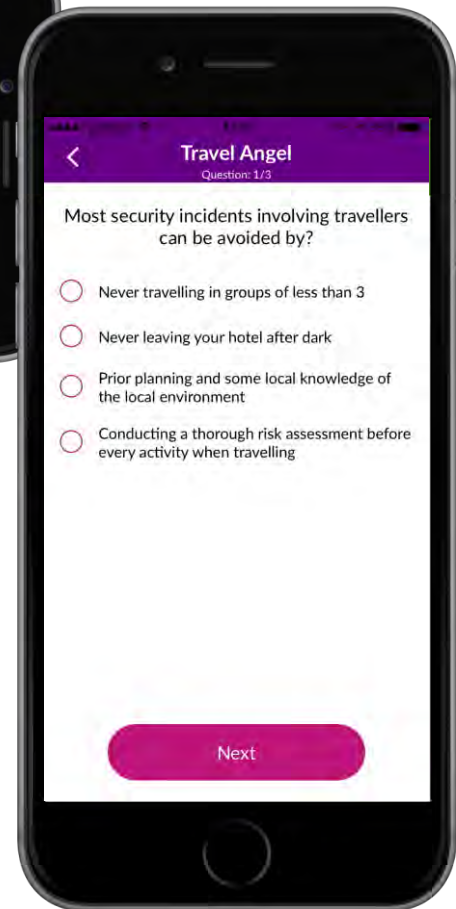 Travel Angel
Question: 1/3
Most security incidents involving travellers
can be avoided by?
Never travelling in groups of less than 3
Never leaving your hotel after dark
Prior planning and some local knowledge of
the local environment
Conducting a thorough risk assessment before
every activity when travelling
Next